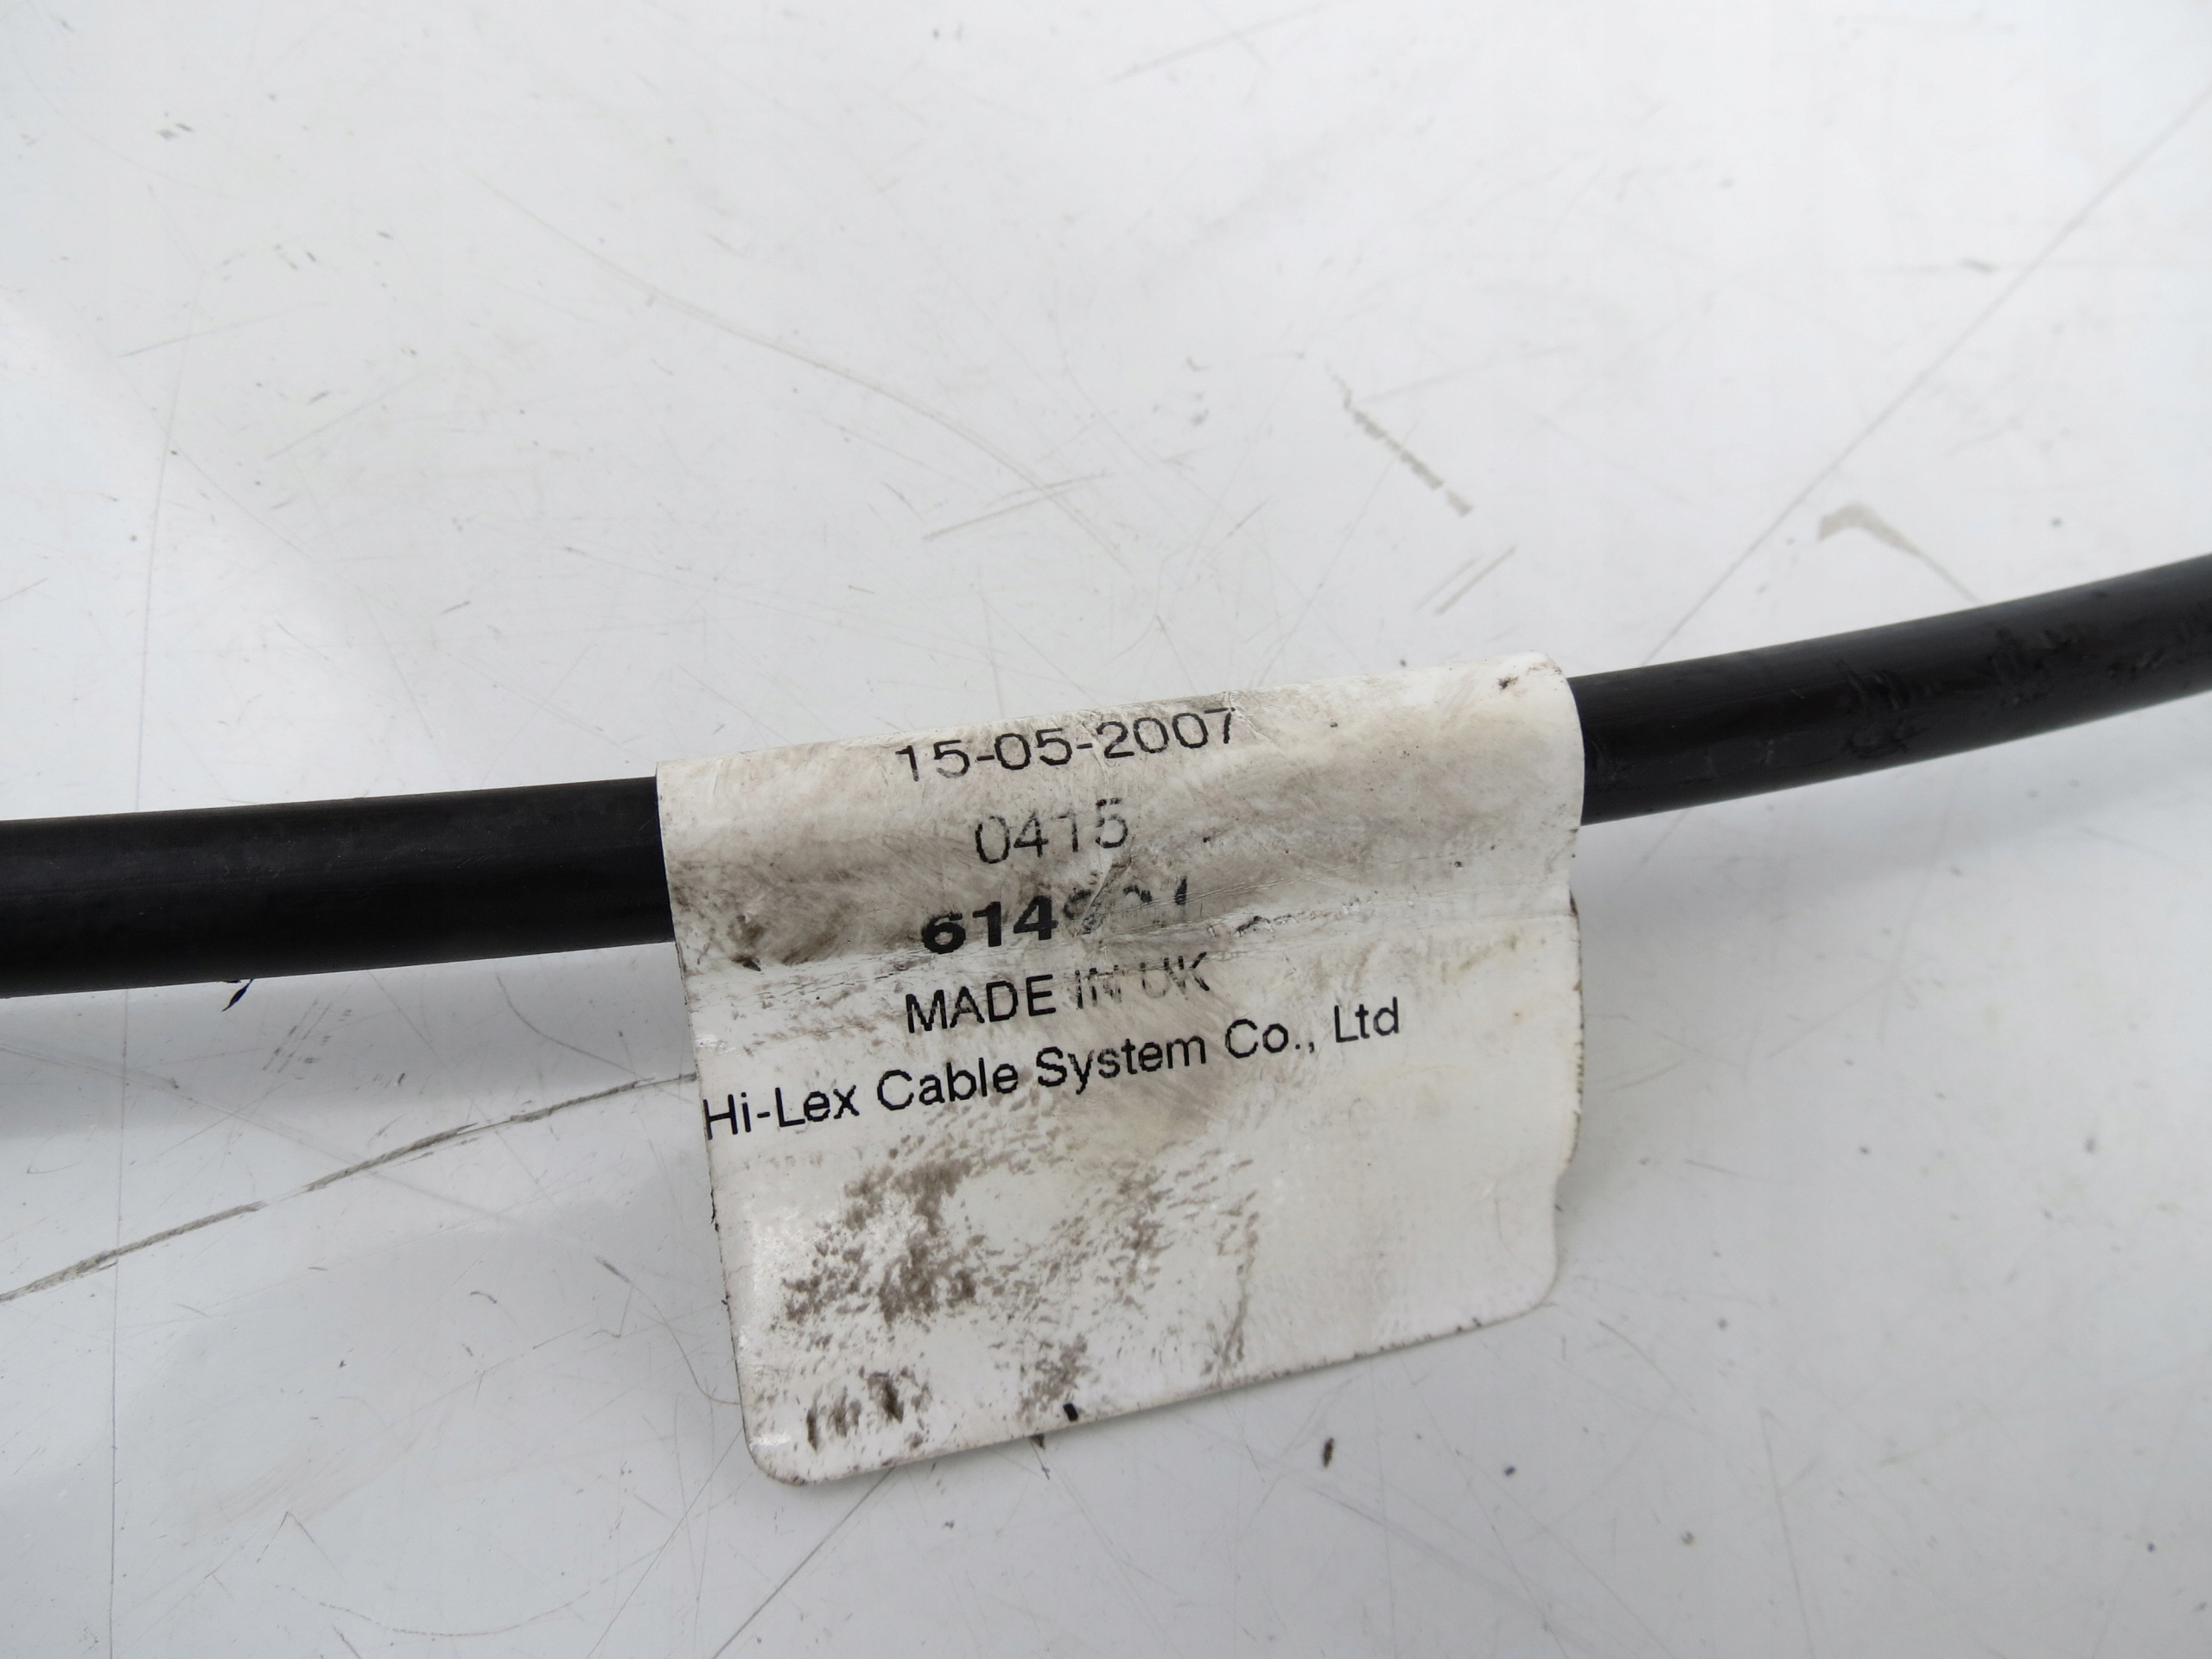 15-05-2007
0415
MADE IN UK
Hi-Lex Cable System Co., Ltd